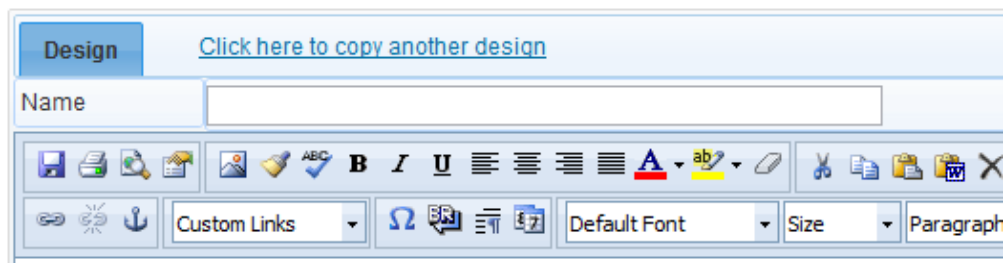 Design Click here to copy another design
Name
ABC B I U A ab
Custom Links Ω Default Font Size Paragraph